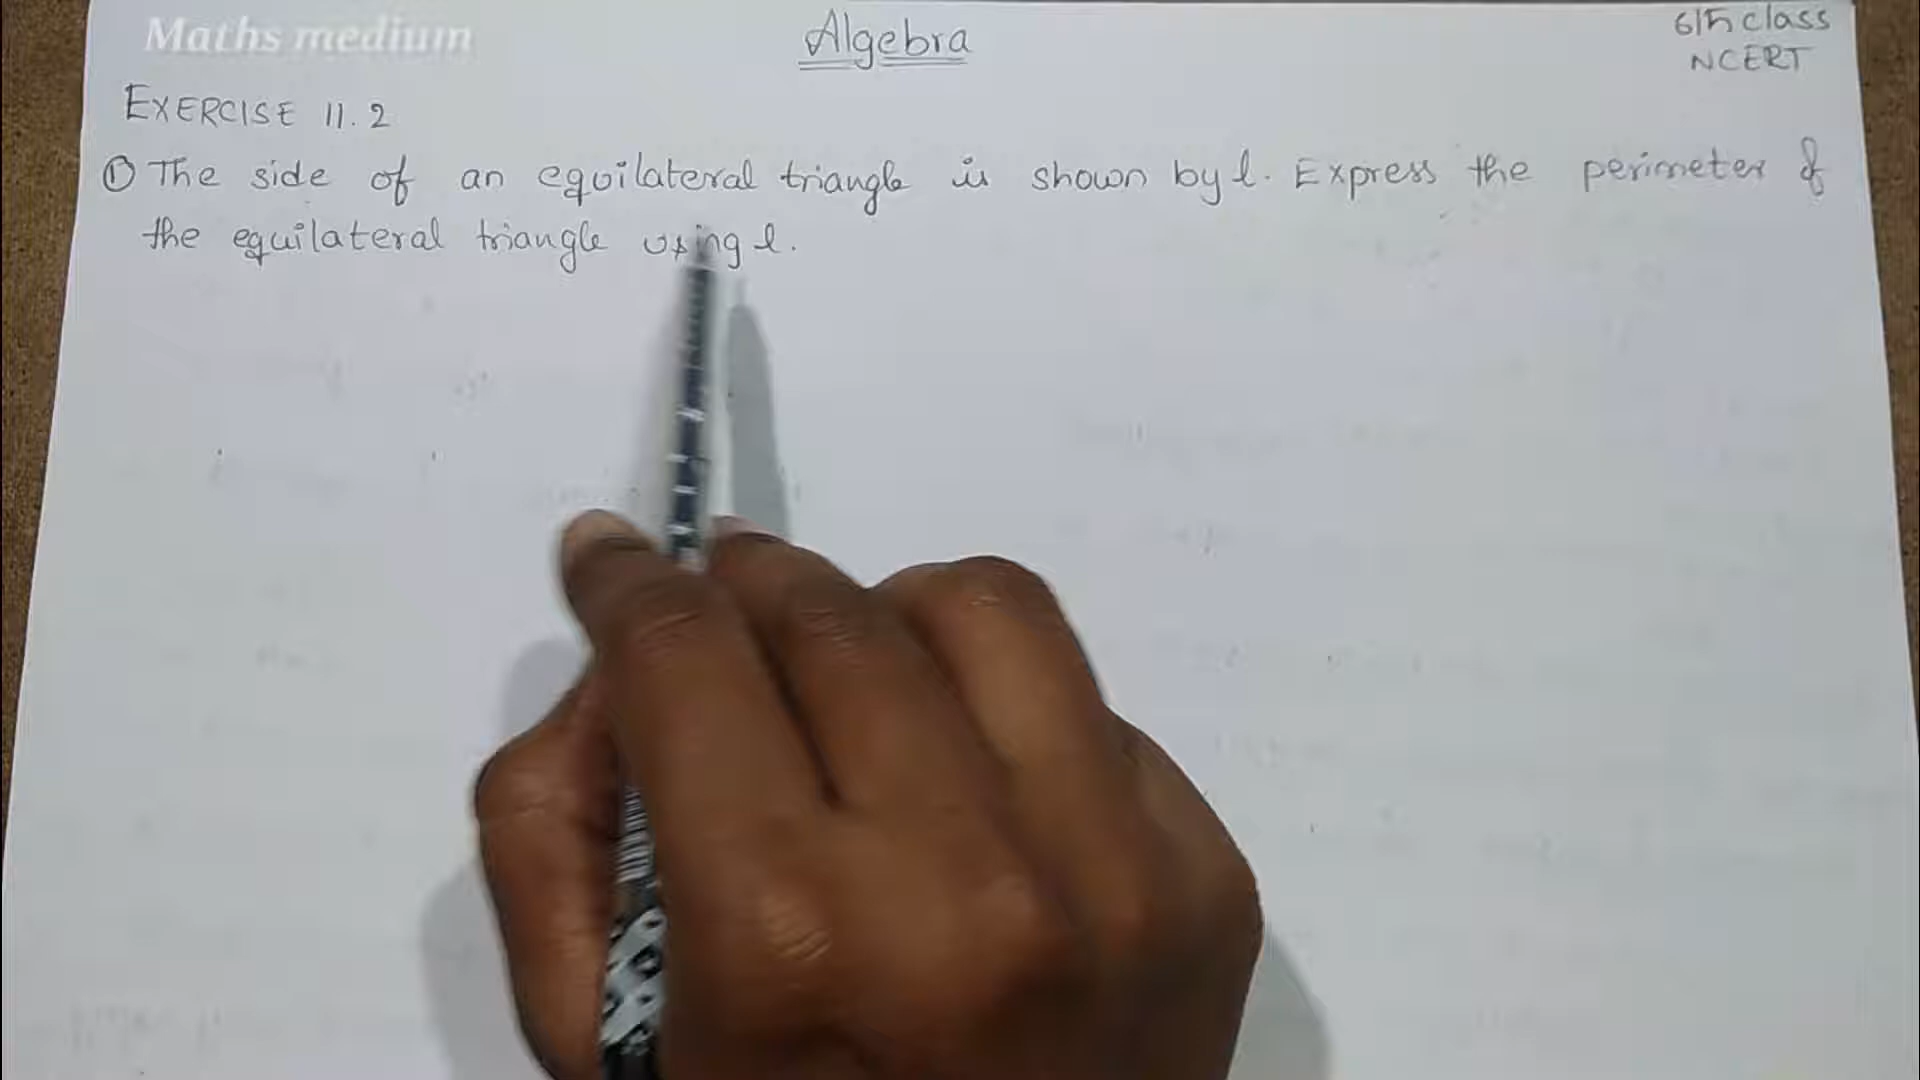 Maths medium
Algebra
6th class
NCERT
EXERCISE 11.2
① The side of an equilateral triangle is shown by l. Express the perimeter of
the equilateral triangle using l.